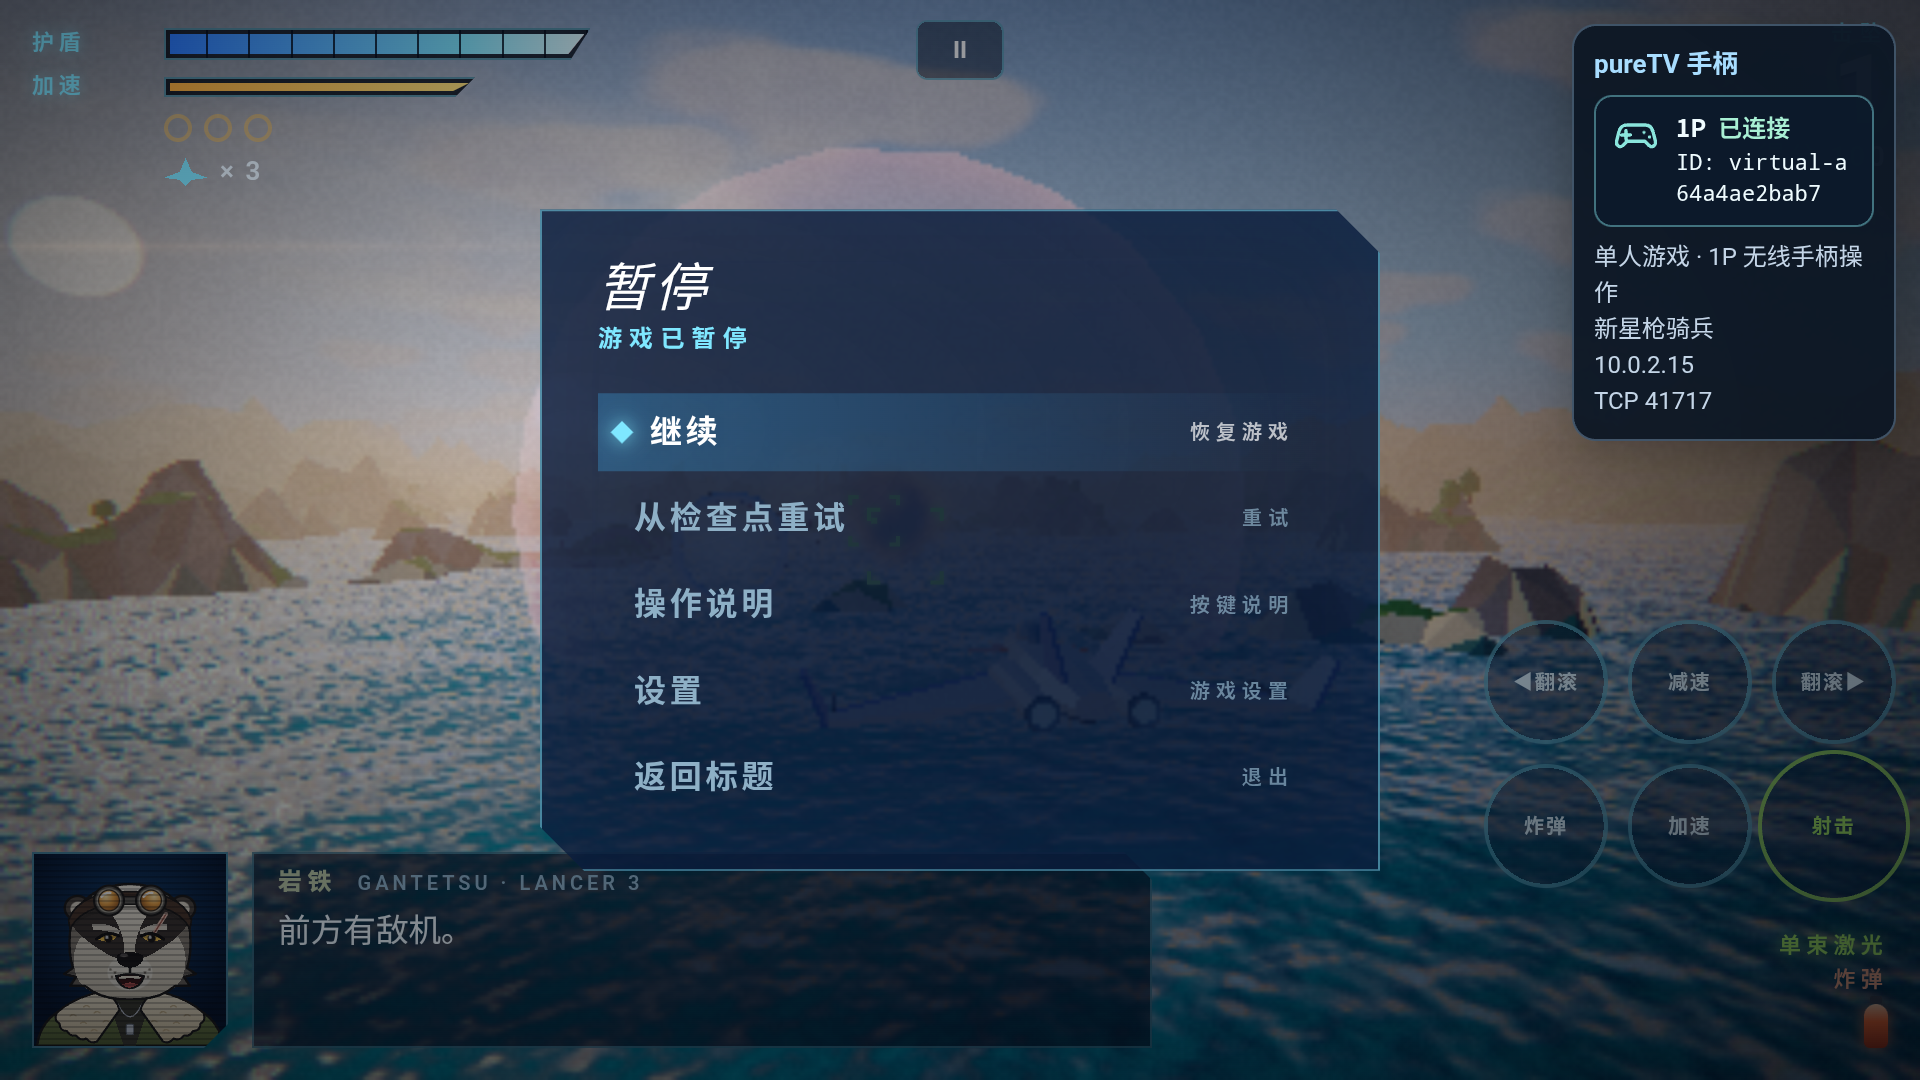 护盾
加速
× 3
pureTV 手柄
1P 已连接
ID: virtual-a
64a4ae2bab7
单人游戏 · 1P 无线手柄操
作
新星枪骑兵
10.0.2.15
TCP 41717
暂停
游戏已暂停
继续 恢复游戏
从检查点重试 重试
操作说明 按键说明
设置 游戏设置
返回标题 退出
◀翻滚 减速 翻滚▶
炸弹 加速 射击
岩铁 GANTETSU · LANCER 3
前方有敌机。
单束激光
炸弹